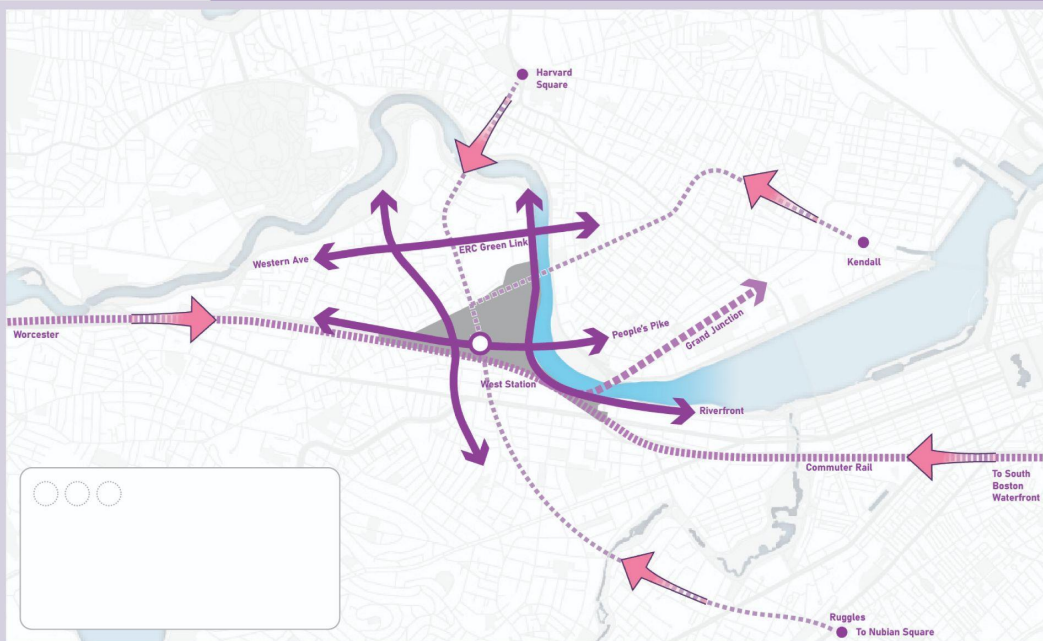 Harvard
Square
ERC Green Link
Western Ave
Kendall
Worcester
People's Pike
Grand Junction
West Station
Riverfront
Commuter Rail
To South
Boston
Waterfront
Ruggles
To Nubian Square